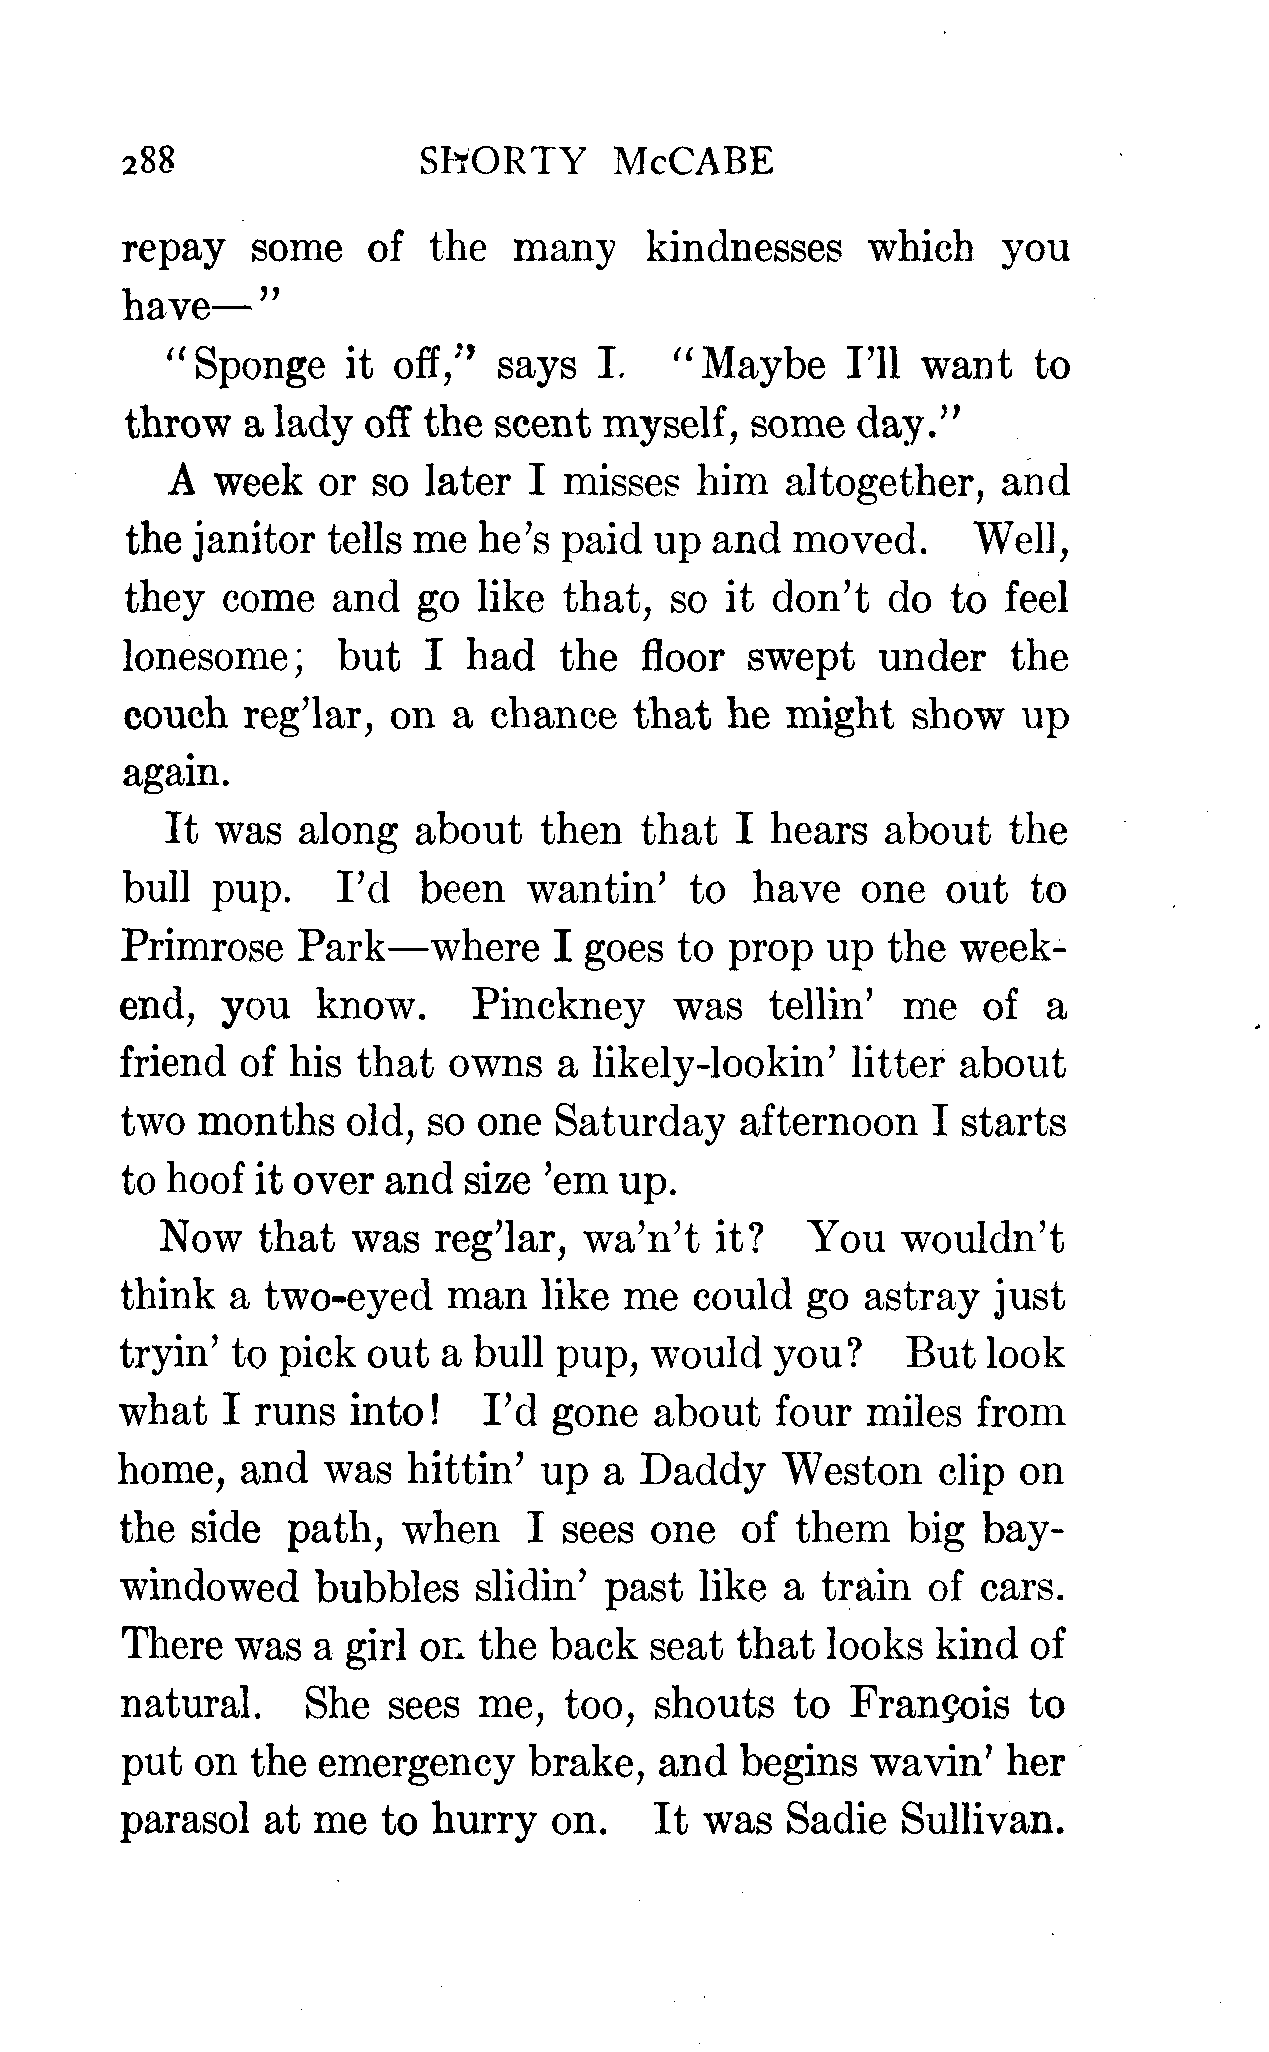 288 SHORTY McCABE
repay some of the many kindnesses which you
have—"
"Sponge it off," says I. "Maybe I'll want to
throw a lady off the scent myself, some day."
A week or so later I misses him altogether, and
the janitor tells me he's paid up and moved. Well,
they come and go like that, so it don't do to feel
lonesome; but I had the floor swept under the
couch reg'lar, on a chance that he might show up
again.
It was along about then that I hears about the
bull pup. I'd been wantin' to have one out to
Primrose Park—where I goes to prop up the week-
end, you know. Pinckney was tellin' me of a
friend of his that owns a likely-lookin' litter about
two months old, so one Saturday afternoon I starts
to hoof it over and size 'em up.
Now that was reg'lar, wa'n't it? You wouldn't
think a two-eyed man like me could go astray just
tryin' to pick out a bull pup, would you? But look
what I runs into! I'd gone about four miles from
home, and was hittin' up a Daddy Weston clip on
the side path, when I sees one of them big bay-
windowed bubbles slidin' past like a train of cars.
There was a girl on the back seat that looks kind of
natural. She sees me, too, shouts to François to
put on the emergency brake, and begins wavin' her
parasol at me to hurry on. It was Sadie Sullivan.